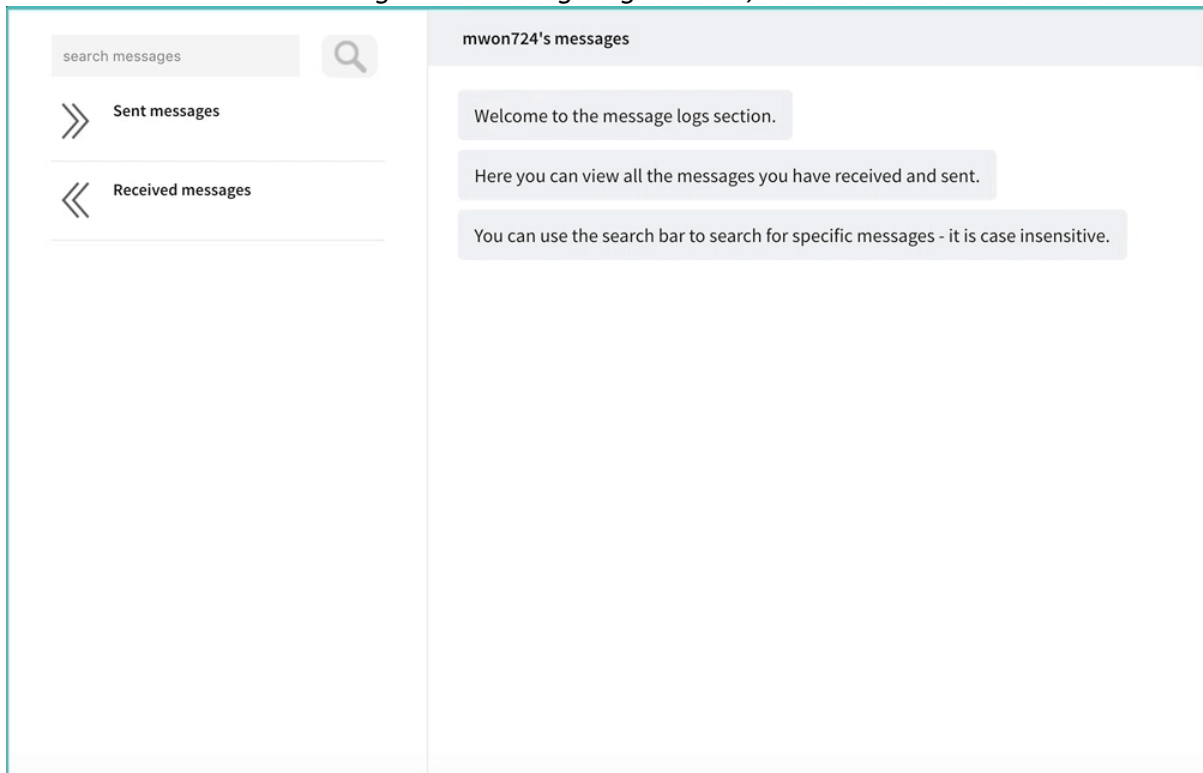 search messages
Sent messages
Received messages
mwon724's messages
Welcome to the message logs section.
Here you can view all the messages you have received and sent.
You can use the search bar to search for specific messages - it is case insensitive.